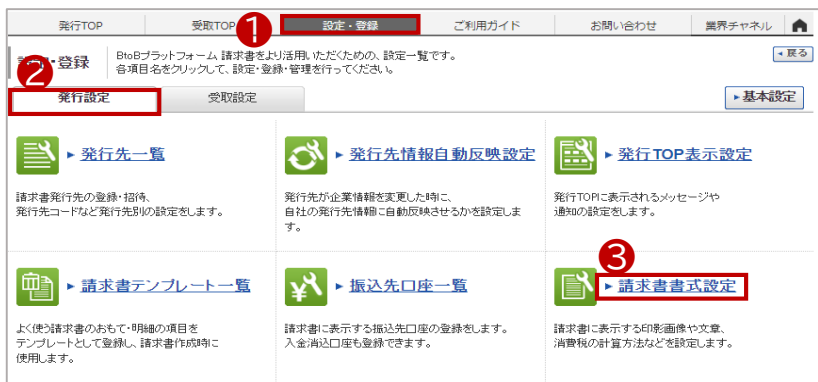 発行TOP 受取TOP 設定・登録 ご利用ガイド お問い合わせ 業界チャネル
1
設定・登録
BtoBプラットフォーム 請求書をより活用いただくための、設定一覧です。
各項目名をクリックして、設定・登録・管理を行ってください。
戻る
2
発行設定 受取設定 基本設定
発行先一覧
請求書発行先の登録・招待、
発行先コードなど発行先別の設定をします。
発行先情報自動反映設定
発行先が企業情報を変更した時に、
自社の発行先情報に自動反映させるかを設定しま
す。
発行TOP表示設定
発行TOPに表示されるメッセージや
通知の設定をします。
請求書テンプレート一覧
よく使う請求書のおもて・明細の項目を
テンプレートとして登録し、請求書作成時に
使用します。
振込先口座一覧
請求書に表示する振込先口座の登録をします。
入金消込口座も登録できます。
3
請求書書式設定
請求書に表示する印影画像や文章、
消費税の計算方法などを設定します。